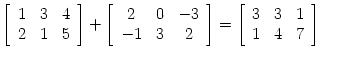 [ 1 3 4 ; 2 1 5 ] + [ 2 0 −3 ; −1 3 2 ] = [ 3 3 1 ; 1 4 7 ]